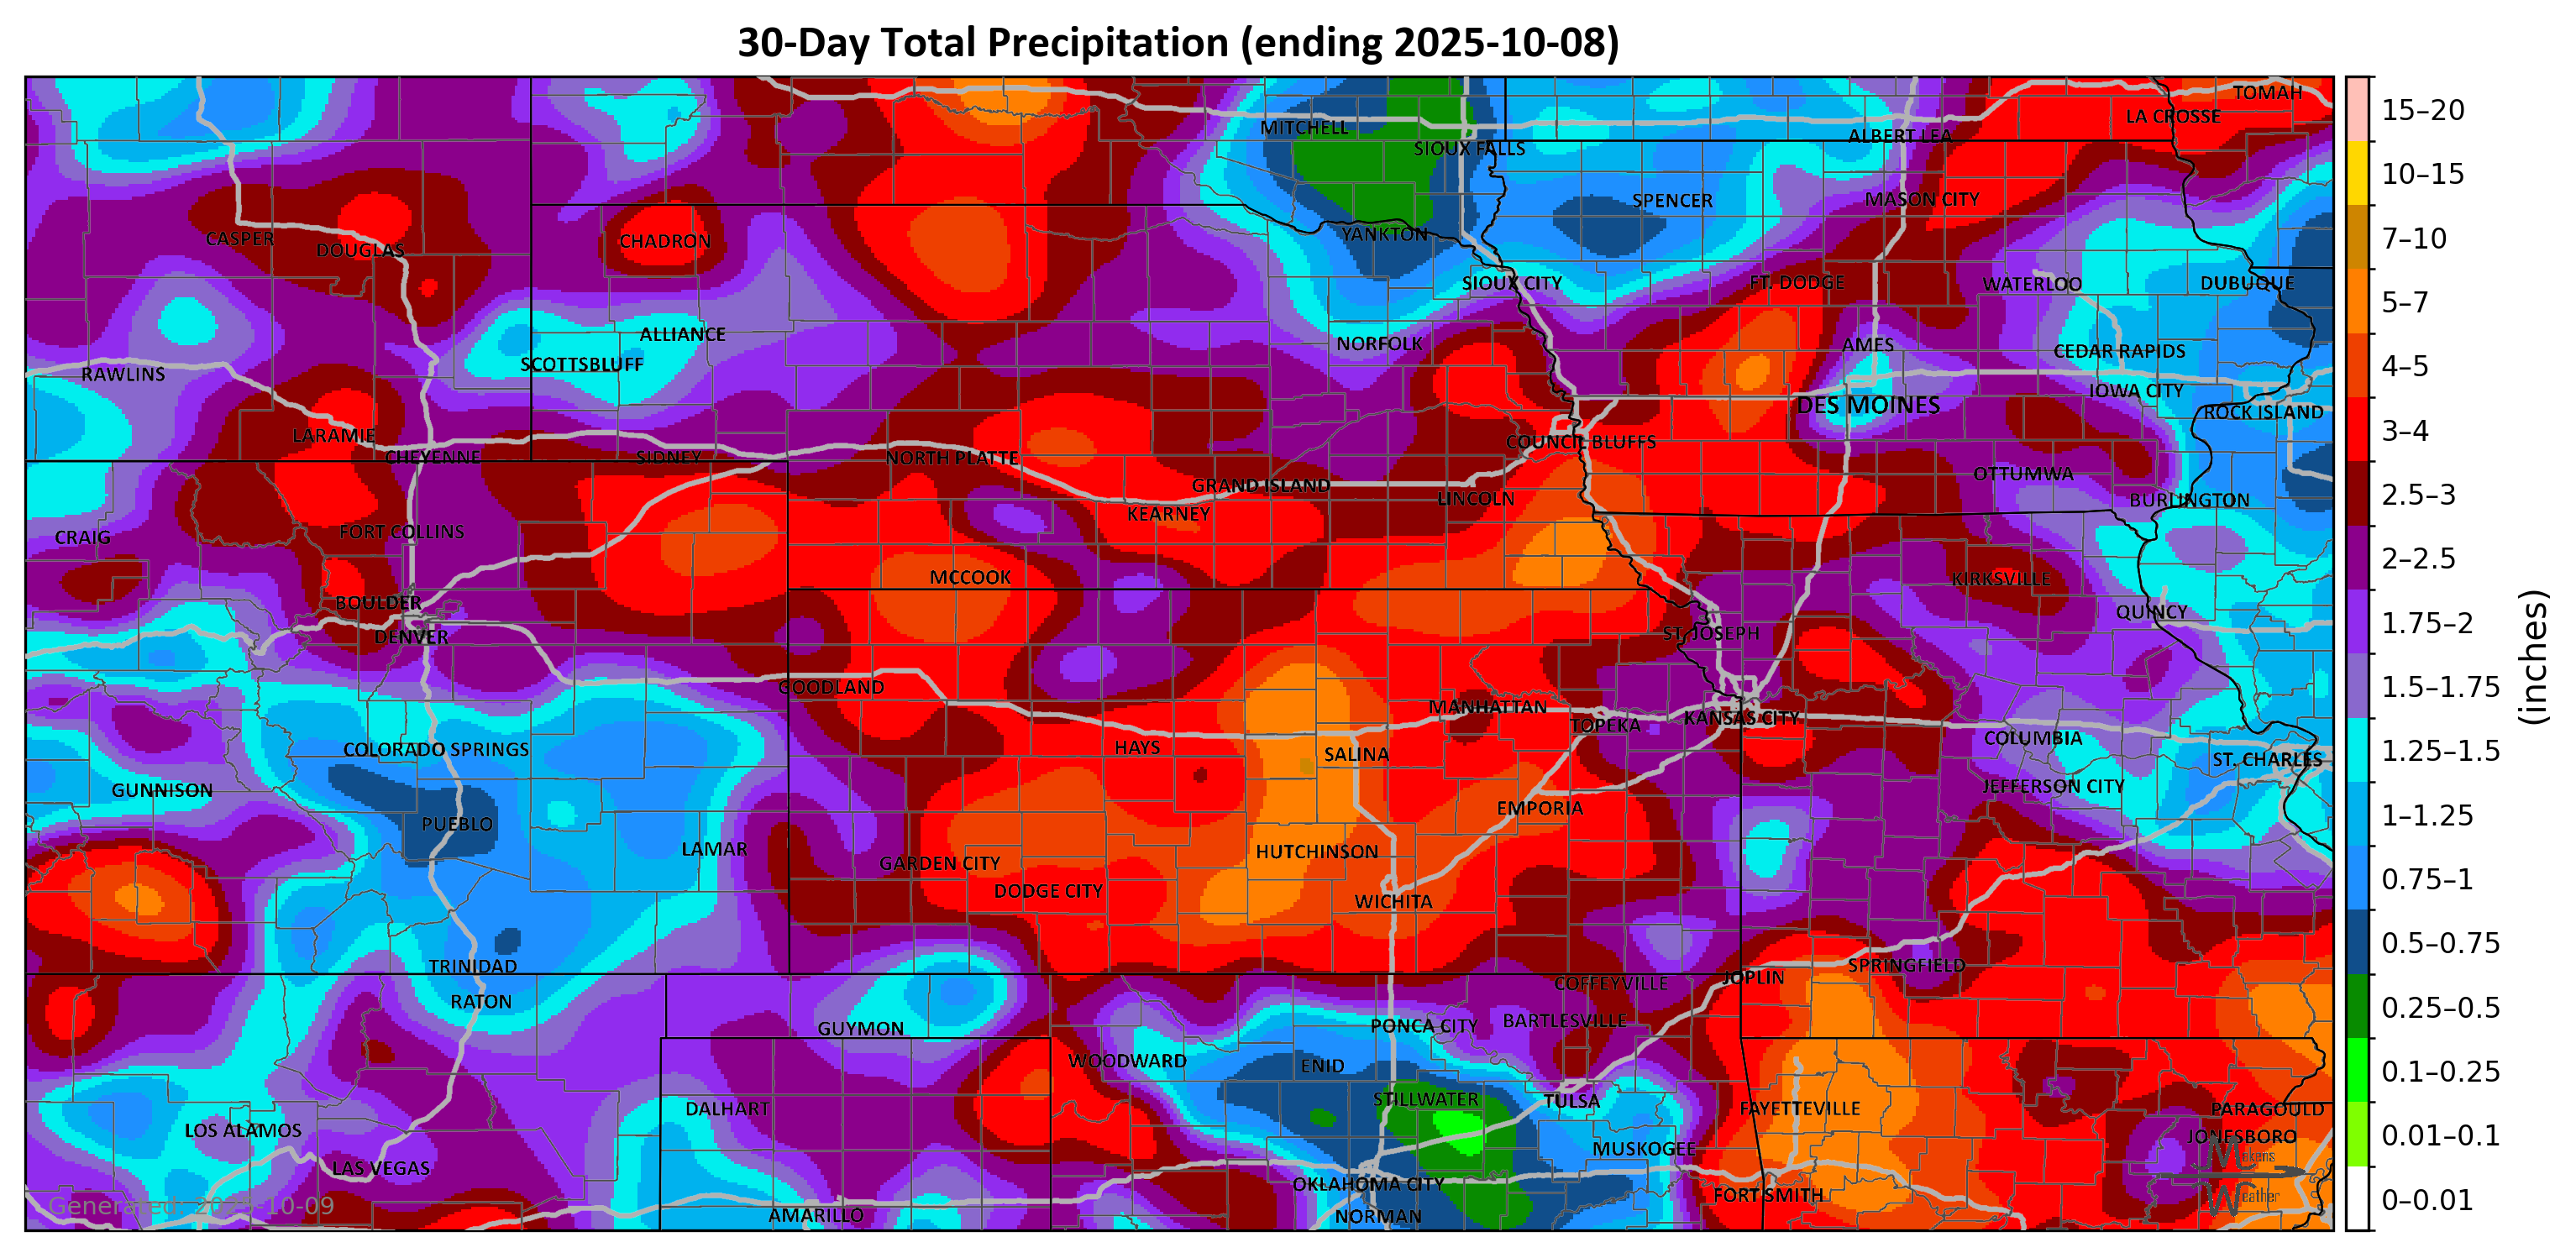 30-Day Total Precipitation (ending 2025-10-08)
TOMAH
LA CROSSE
MITCHELL
ALBERT LEA
SIOUX FALLS
SPENCER
MASON CITY
YANKTON
CASPER
CHADRON
DOUGLAS
SIOUX CITY
FT. DODGE
WATERLOO
DUBUQUE
ALLIANCE
NORFOLK
AMES
CEDAR RAPIDS
SCOTTSBLUFF
RAWLINS
IOWA CITY
DES MOINES
ROCK ISLAND
LARAMIE
COUNCIL BLUFFS
CHEYENNE
SIDNEY
NORTH PLATTE
OTTUMWA
GRAND ISLAND
LINCOLN
BURLINGTON
KEARNEY
FORT COLLINS
CRAIG
MCCOOK
KIRKSVILLE
BOULDER
QUINCY
DENVER
ST. JOSEPH
GOODLAND
MANHATTAN
KANSAS CITY
TOPEKA
COLUMBIA
COLORADO SPRINGS
HAYS
SALINA
ST. CHARLES
GUNNISON
JEFFERSON CITY
EMPORIA
PUEBLO
LAMAR
HUTCHINSON
GARDEN CITY
DODGE CITY
WICHITA
TRINIDAD
SPRINGFIELD
JOPLIN
COFFEYVILLE
RATON
GUYMON
PONCA CITY
BARTLESVILLE
WOODWARD
ENID
STILLWATER
TULSA
DALHART
FAYETTEVILLE
PARAGOULD
LOS ALAMOS
JONESBORO
MUSKOGEE
LAS VEGAS
OKLAHOMA CITY
FORT SMITH
AMARILLO
NORMAN
Generated: 2025-10-09
Mskens
Weather
15–20
10–15
7–10
5–7
4–5
3–4
2.5–3
2–2.5
1.75–2
1.5–1.75
1.25–1.5
1–1.25
0.75–1
0.5–0.75
0.25–0.5
0.1–0.25
0.01–0.1
0–0.01
(inches)